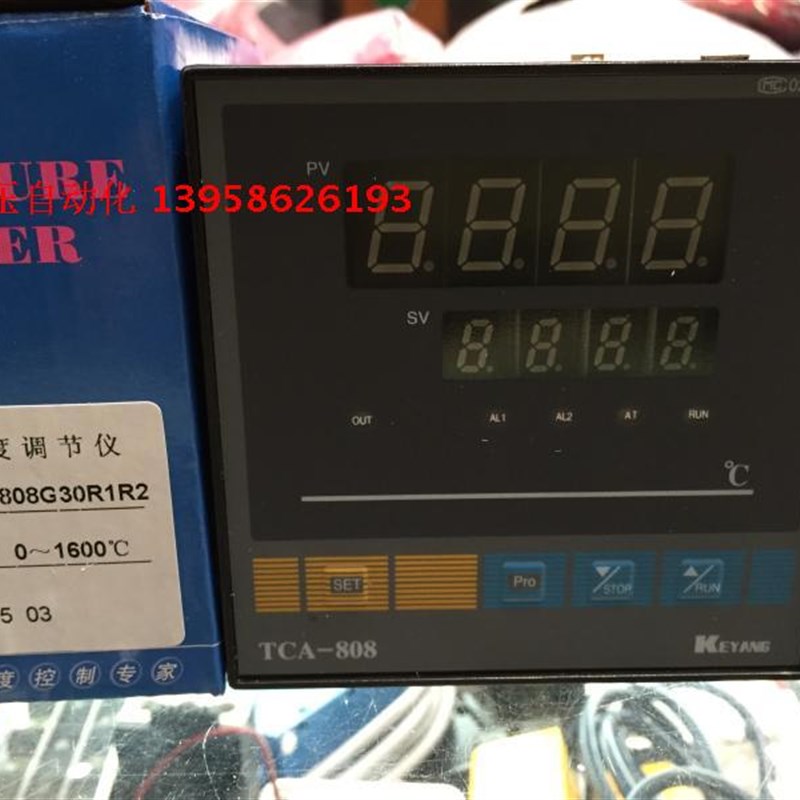 URE
ER
自动化 13958626193
度调节仪
808G30R1R2
0～1600℃
5 03
度控制专家
PV
SV
OUT AL1 AL2 AT RUN
℃
SET Pro STOP RUN
TCA-808
KEYANG